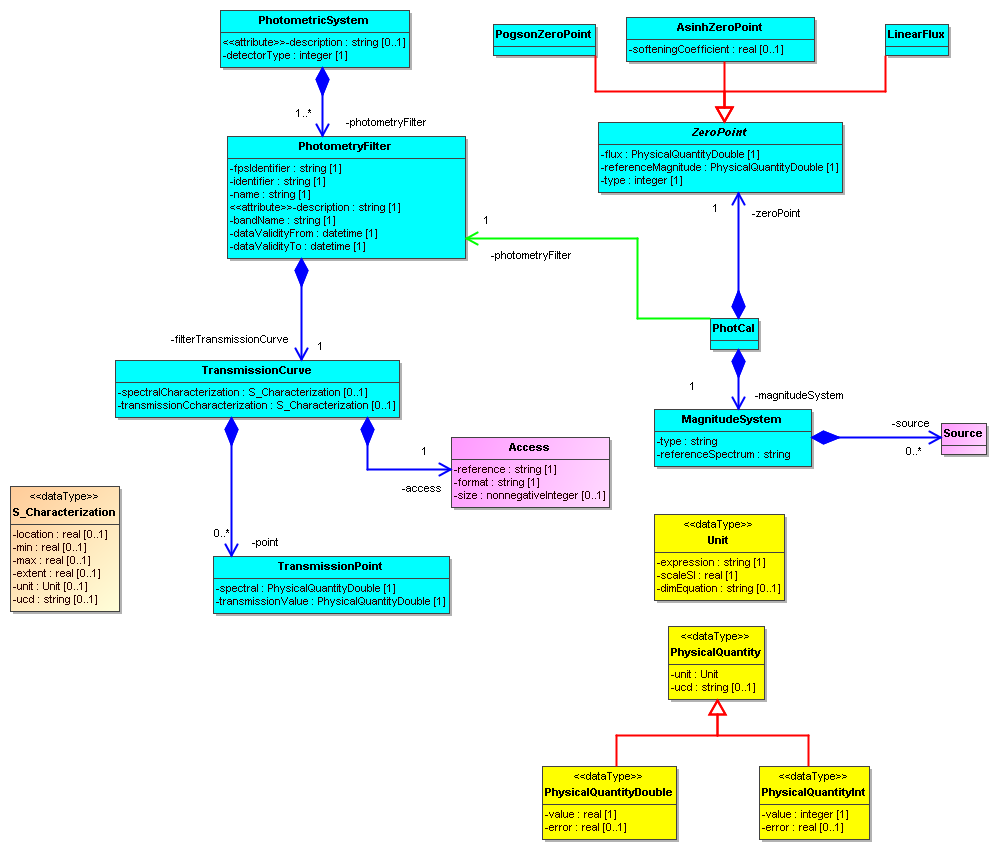 PhotometricSystem
<<attribute>>-description : string [0..1]
-detectorType : integer [1]
PogsonZeroPoint
AsinhZeroPoint
-softeningCoefficient : real [0..1]
LinearFlux
1..*
-photometryFilter
PhotometryFilter
-fpsIdentifier : string [1]
-identifier : string [1]
-name : string [1]
<<attribute>>-description : string [1]
-bandName : string [1]
-dataValidityFrom : datetime [1]
-dataValidityTo : datetime [1]
ZeroPoint
-flux : PhysicalQuantityDouble [1]
-referenceMagnitude : PhysicalQuantityDouble [1]
-type : integer [1]
1
-zeroPoint
1
-photometryFilter
PhotCal
-filterTransmissionCurve
1
TransmissionCurve
-spectralCharacterization : S_Characterization [0..1]
-transmissionCcharacterization : S_Characterization [0..1]
1
-magnitudeSystem
MagnitudeSystem
-type : string
-referenceSpectrum : string
-source
0..*
Source
1
-access
Access
-reference : string [1]
-format : string [1]
-size : nonnegativeInteger [0..1]
<<dataType>>
S_Characterization
-location : real [0..1]
-min : real [0..1]
-max : real [0..1]
-extent : real [0..1]
-unit : Unit [0..1]
-ucd : string [0..1]
0..*
-point
TransmissionPoint
-spectral : PhysicalQuantityDouble [1]
-transmissionValue : PhysicalQuantityDouble [1]
<<dataType>>
Unit
-expression : string [1]
-scaleSI : real [1]
-dimEquation : string [0..1]
<<dataType>>
PhysicalQuantity
-unit : Unit
-ucd : string [0..1]
<<dataType>>
PhysicalQuantityDouble
-value : real [1]
-error : real [0..1]
<<dataType>>
PhysicalQuantityInt
-value : integer [1]
-error : real [0..1]